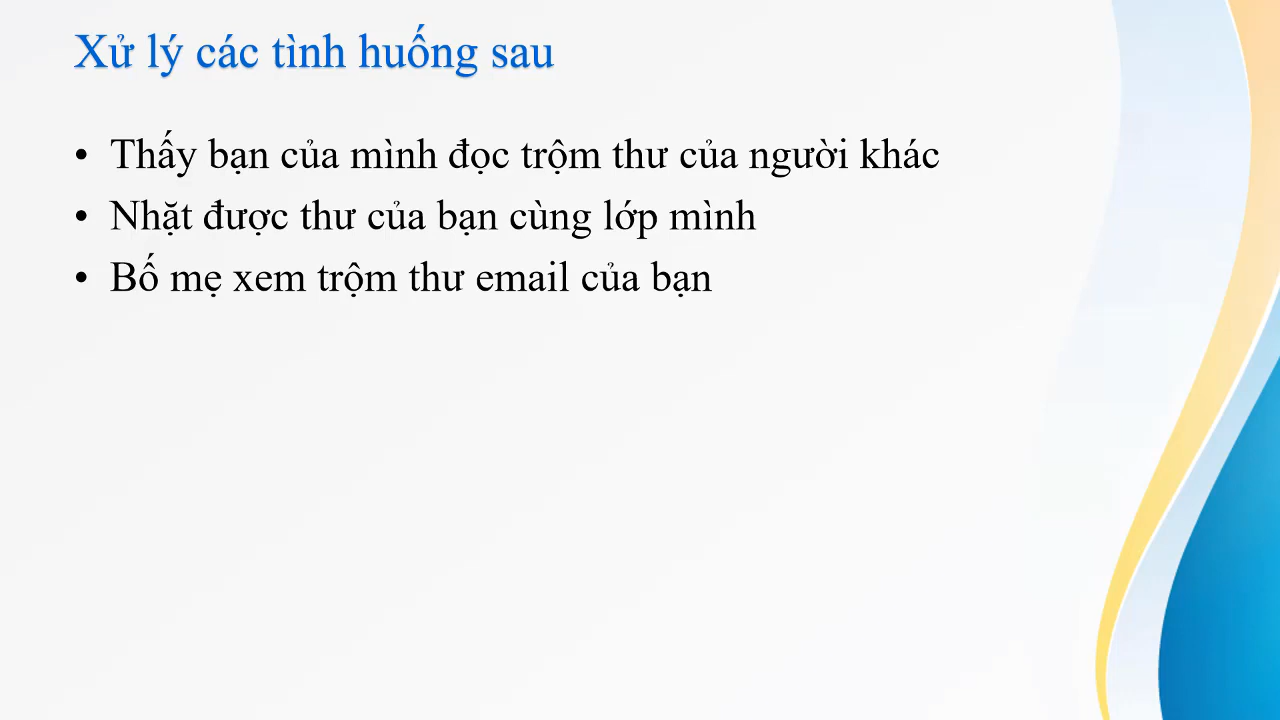 Xử lý các tình huống sau
• Thấy bạn của mình đọc trộm thư của người khác
• Nhặt được thư của bạn cùng lớp mình
• Bố mẹ xem trộm thư email của bạn